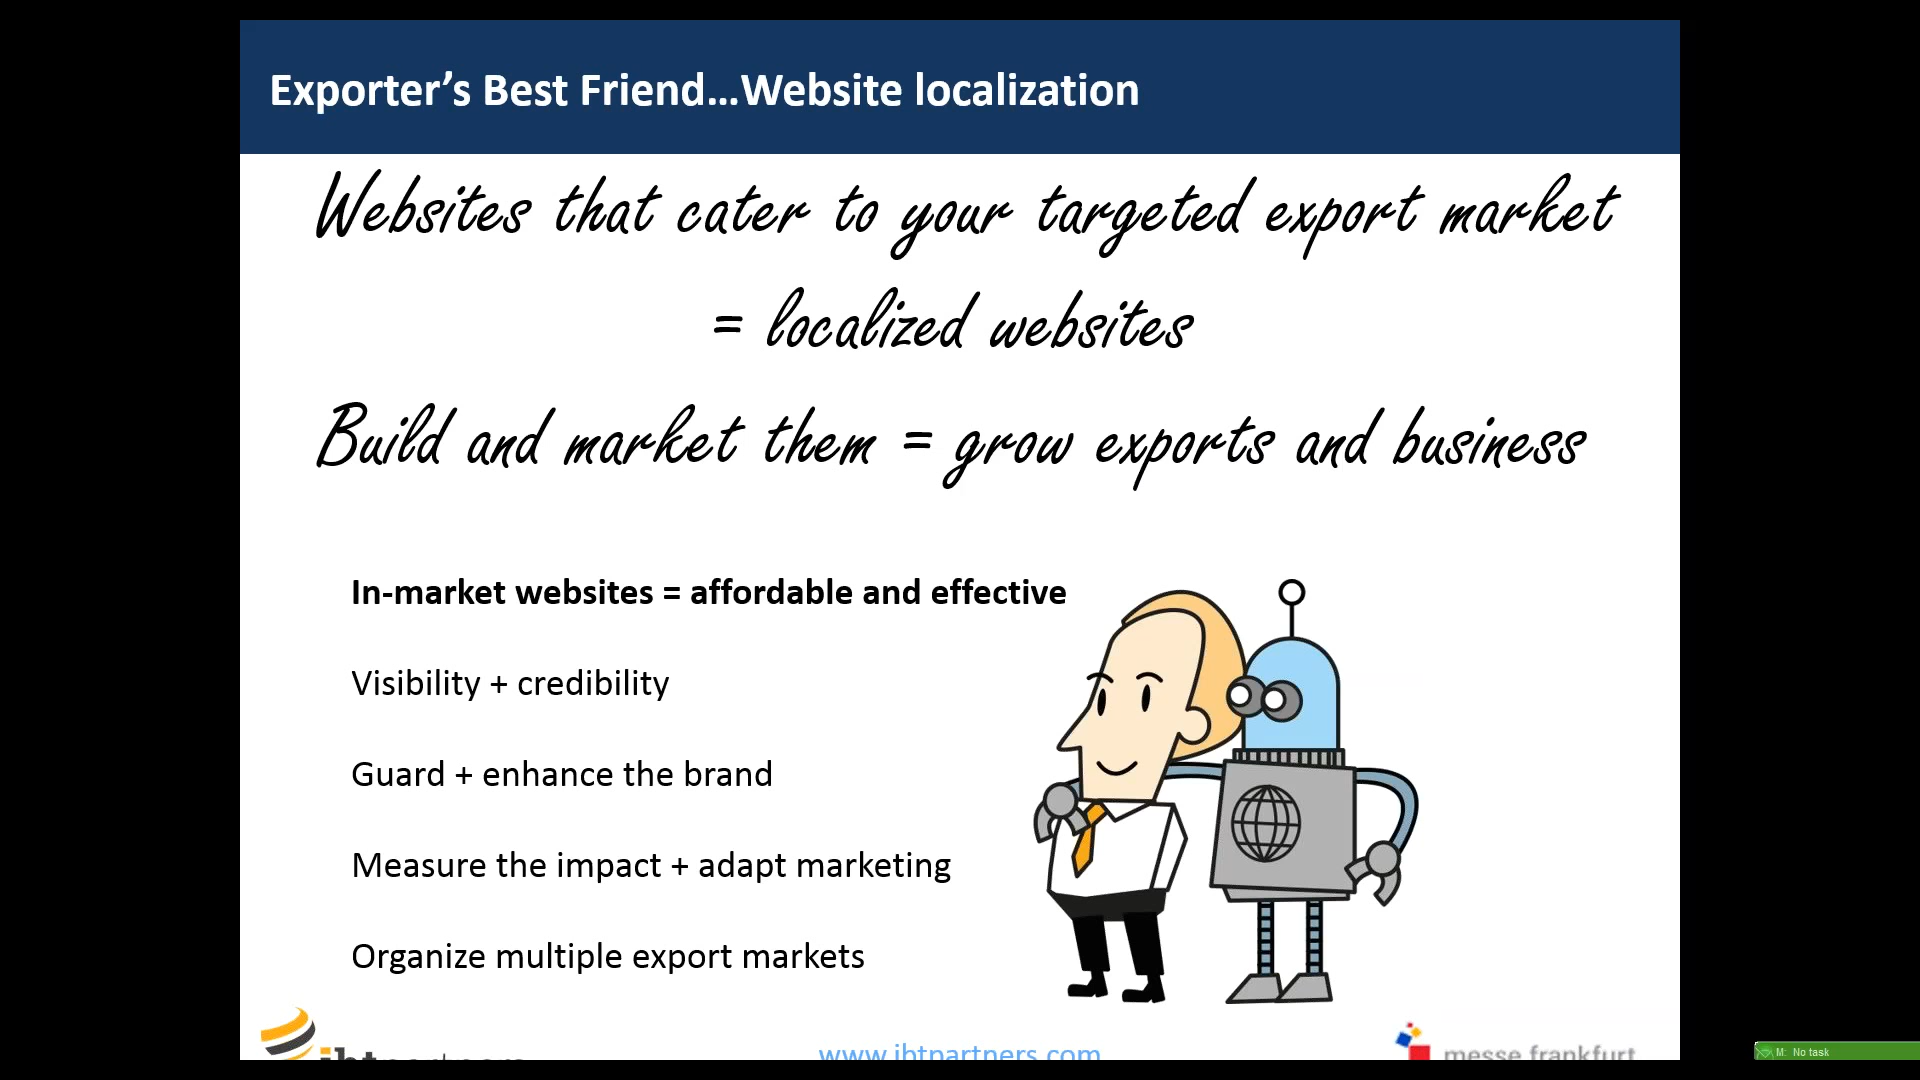 Exporter’s Best Friend...Website localization
Websites that cater to your targeted export market
= localized websites
Build and market them = grow exports and business
In-market websites = affordable and effective
Visibility + credibility
Guard + enhance the brand
Measure the impact + adapt marketing
Organize multiple export markets
ibtpartners
www.ibtpartners.com
messe frankfurt
M: No task